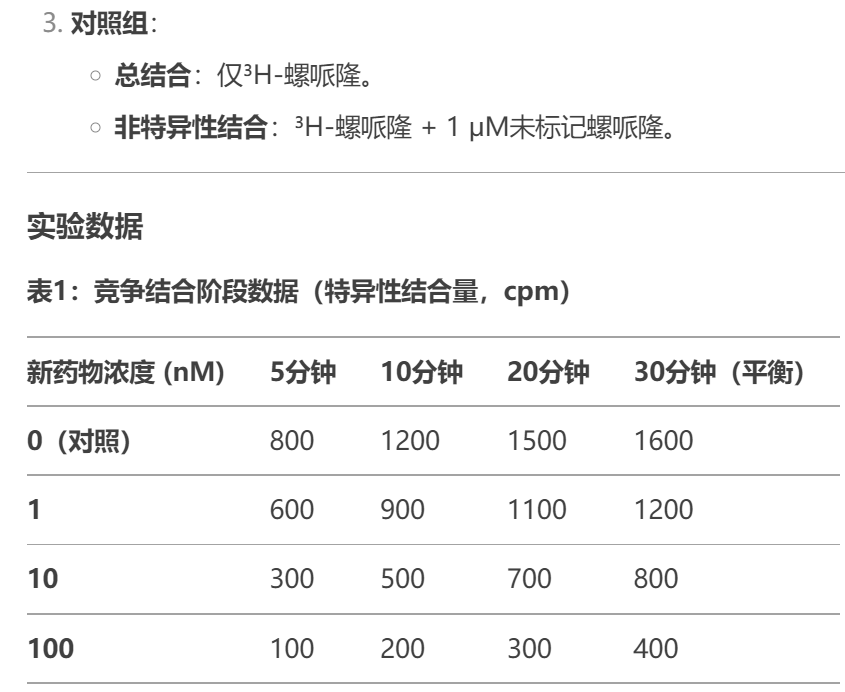 3. 对照组：
○ 总结合：仅³H-螺哌隆。
○ 非特异性结合：³H-螺哌隆 + 1 μM未标记螺哌隆。
实验数据
表1：竞争结合阶段数据（特异性结合量，cpm）
新药物浓度 (nM) 5分钟 10分钟 20分钟 30分钟（平衡）
0（对照） 800 1200 1500 1600
1 600 900 1100 1200
10 300 500 700 800
100 100 200 300 400